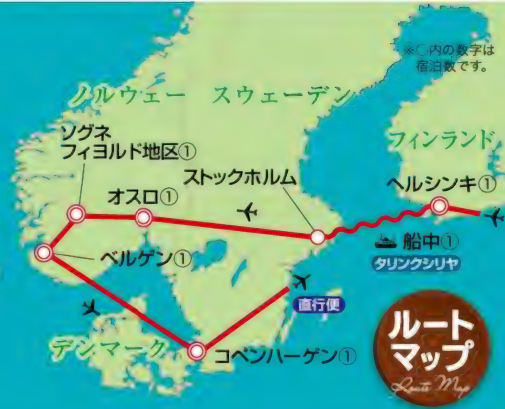 ※○内の数字は
宿泊数です。
ノルウェー スウェーデン
フィンランド
ソグネ
フィヨルド地区①
オスロ①
ストックホルム
ヘルシンキ①
ベルゲン①
船中①
タリンクシリヤ
直行便
デンマーク
コペンハーゲン①
ルート
マップ
Route Map